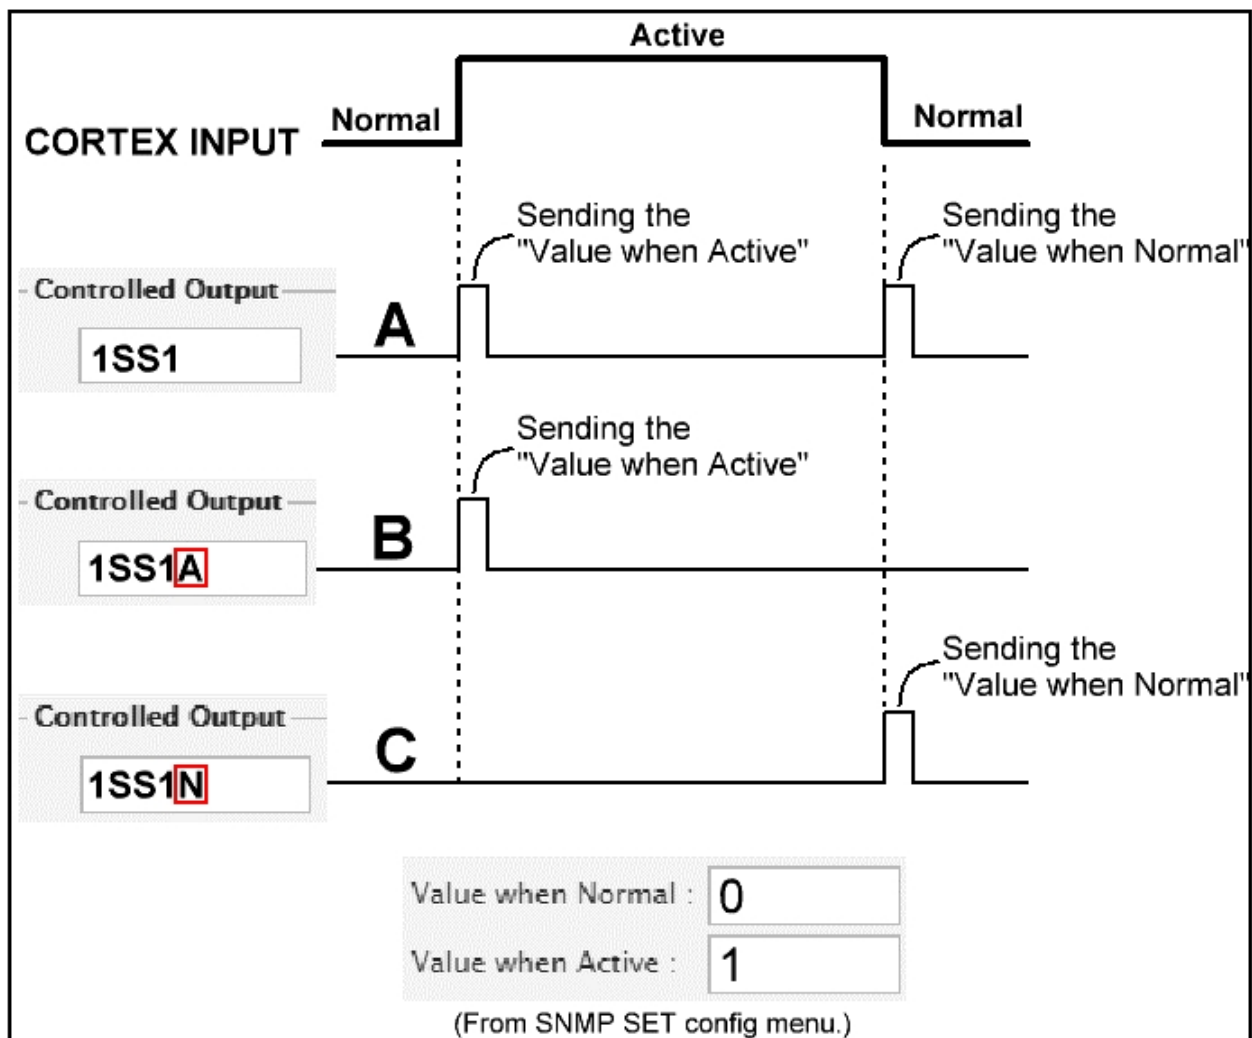 Active
Normal
Normal
CORTEX INPUT
Sending the
"Value when Active"
Sending the
"Value when Normal"
Controlled Output
1SS1
A
Sending the
"Value when Active"
Controlled Output
1SS1A
B
Sending the
"Value when Normal"
Controlled Output
1SS1N
C
Value when Normal : 0
Value when Active : 1
(From SNMP SET config menu.)